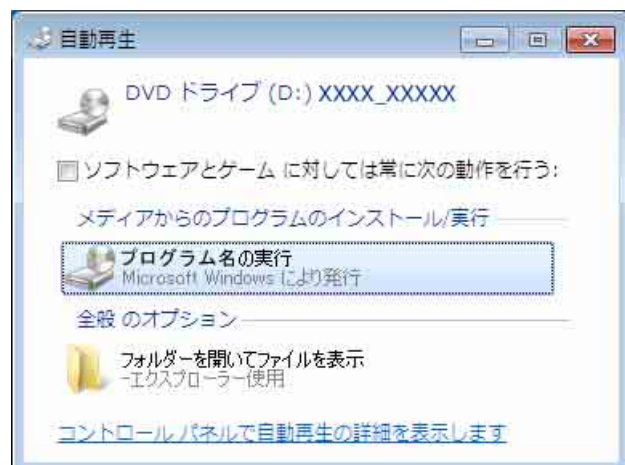 自動再生
DVD ドライブ (D:) XXXX_XXXXX
ソフトウェアとゲーム に対しては常に次の動作を行う:
メディアからのプログラムのインストール/実行
プログラム名の実行
Microsoft Windows により発行
全般 のオプション
フォルダーを開いてファイルを表示
-エクスプローラー使用
コントロール パネルで自動再生の詳細を表示します